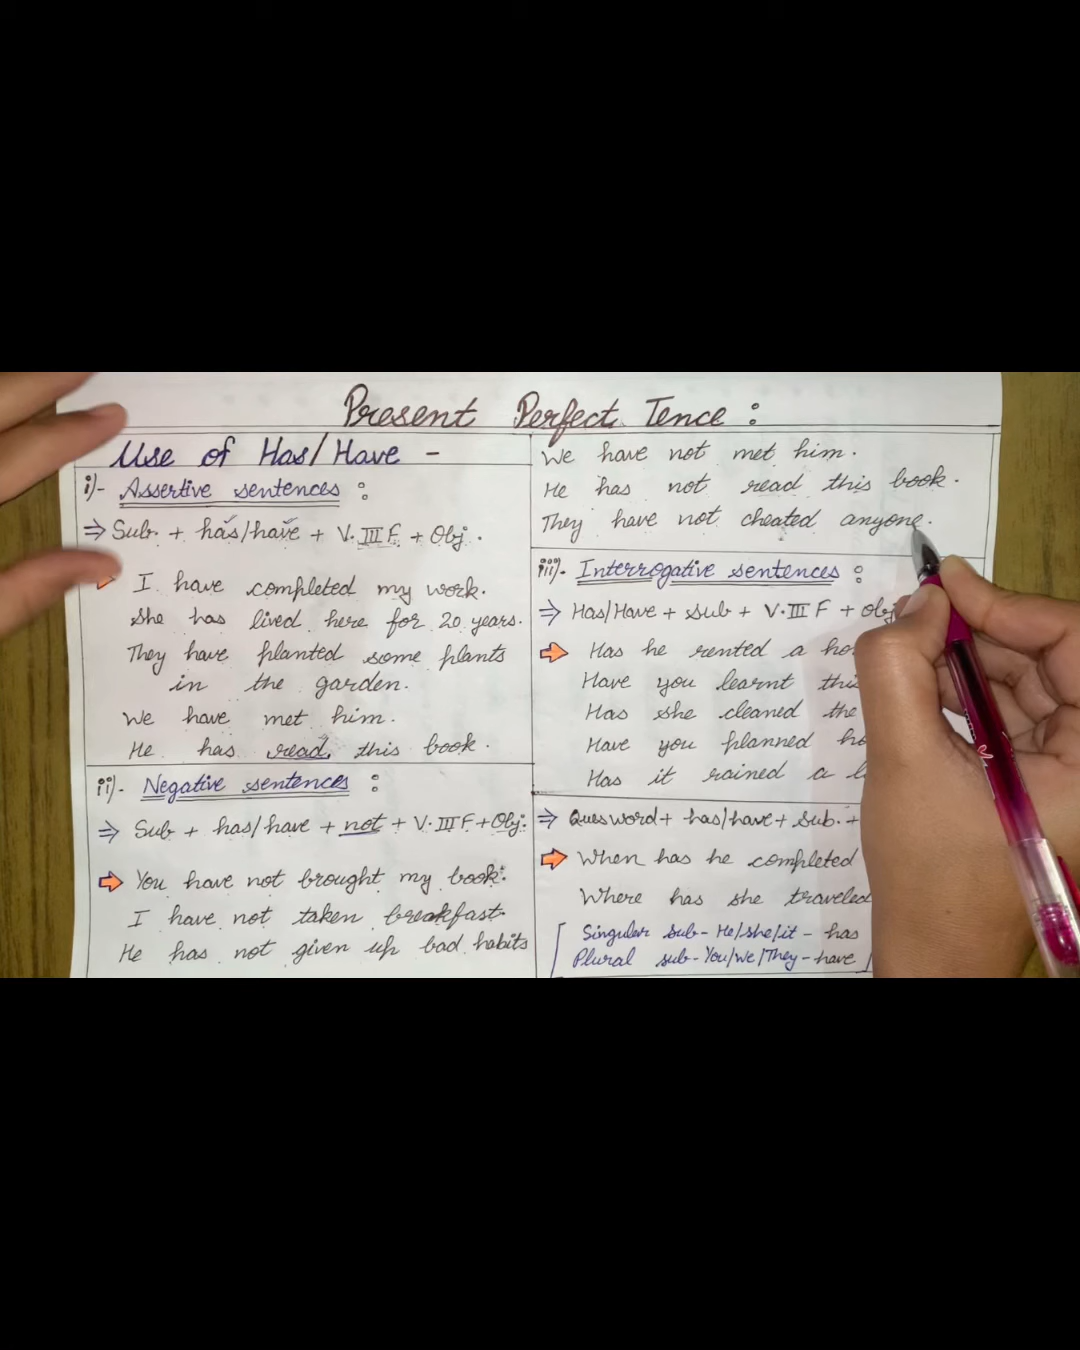 Present Perfect Tence :
Use of Has/Have -
i)- Assertive sentences :
⇒ Sub + has/have + V.III F. + Obj.
I have completed my work.
She has lived here for 20 years.
They have planted some plants
in the garden.
We have met him.
He has read this book.
ii)- Negative sentences :
⇒ Sub + has/have + not + V.III F + Obj.
You have not brought my book.
I have not taken breakfast.
He has not given up bad habits
We have not met him.
He has not read this book.
They have not cheated anyone.
iii)- Interrogative sentences :
⇒ Has/Have + sub + V.III F + Obj
Has he rented a
Have you learnt
Has she cleaned the
Have you planned
Has it rained a
⇒ Ques word + has/have + sub. +
When has he completed
Where has she traveled
[ Singular sub - He/she/it - has
Plural sub - You/we/They - have ]